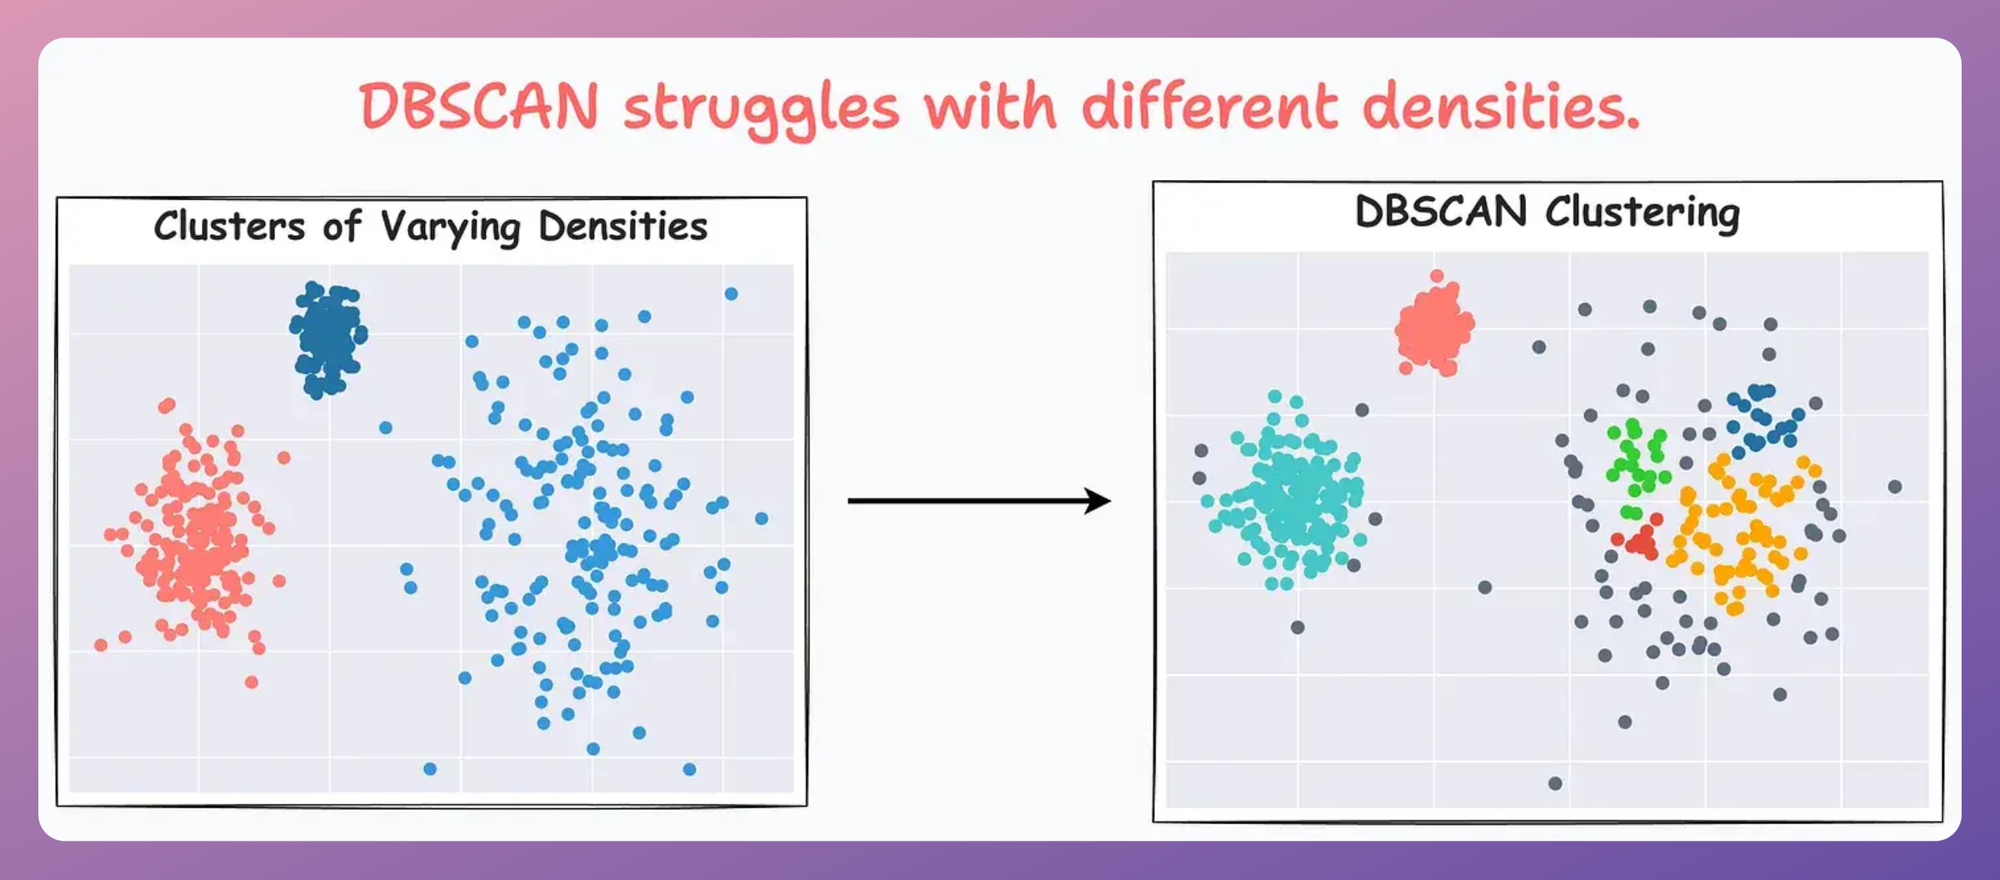 DBSCAN struggles with different densities.
Clusters of Varying Densities
DBSCAN Clustering